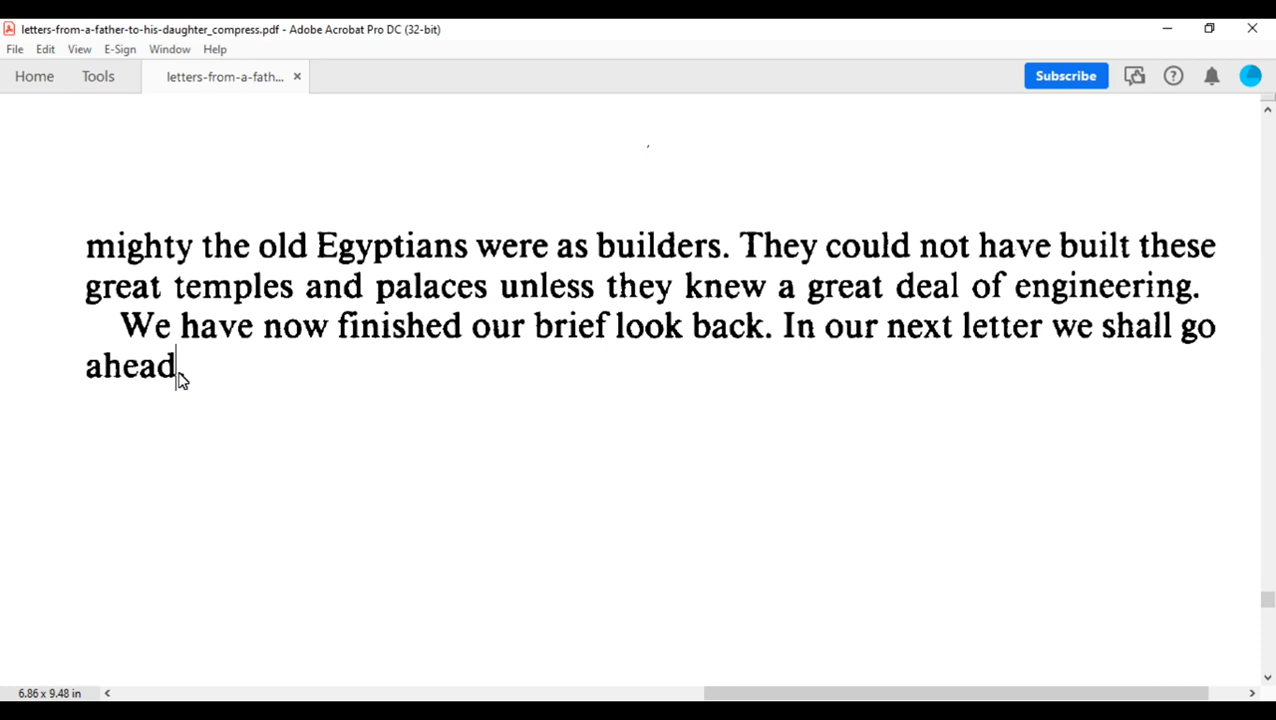 letters-from-a-father-to-his-daughter_compress.pdf - Adobe Acrobat Pro DC (32-bit)
File Edit View E-Sign Window Help
Home Tools letters-from-a-fath... × Subscribe
mighty the old Egyptians were as builders. They could not have built these
great temples and palaces unless they knew a great deal of engineering.
We have now finished our brief look back. In our next letter we shall go
ahead.
6.86 x 9.48 in